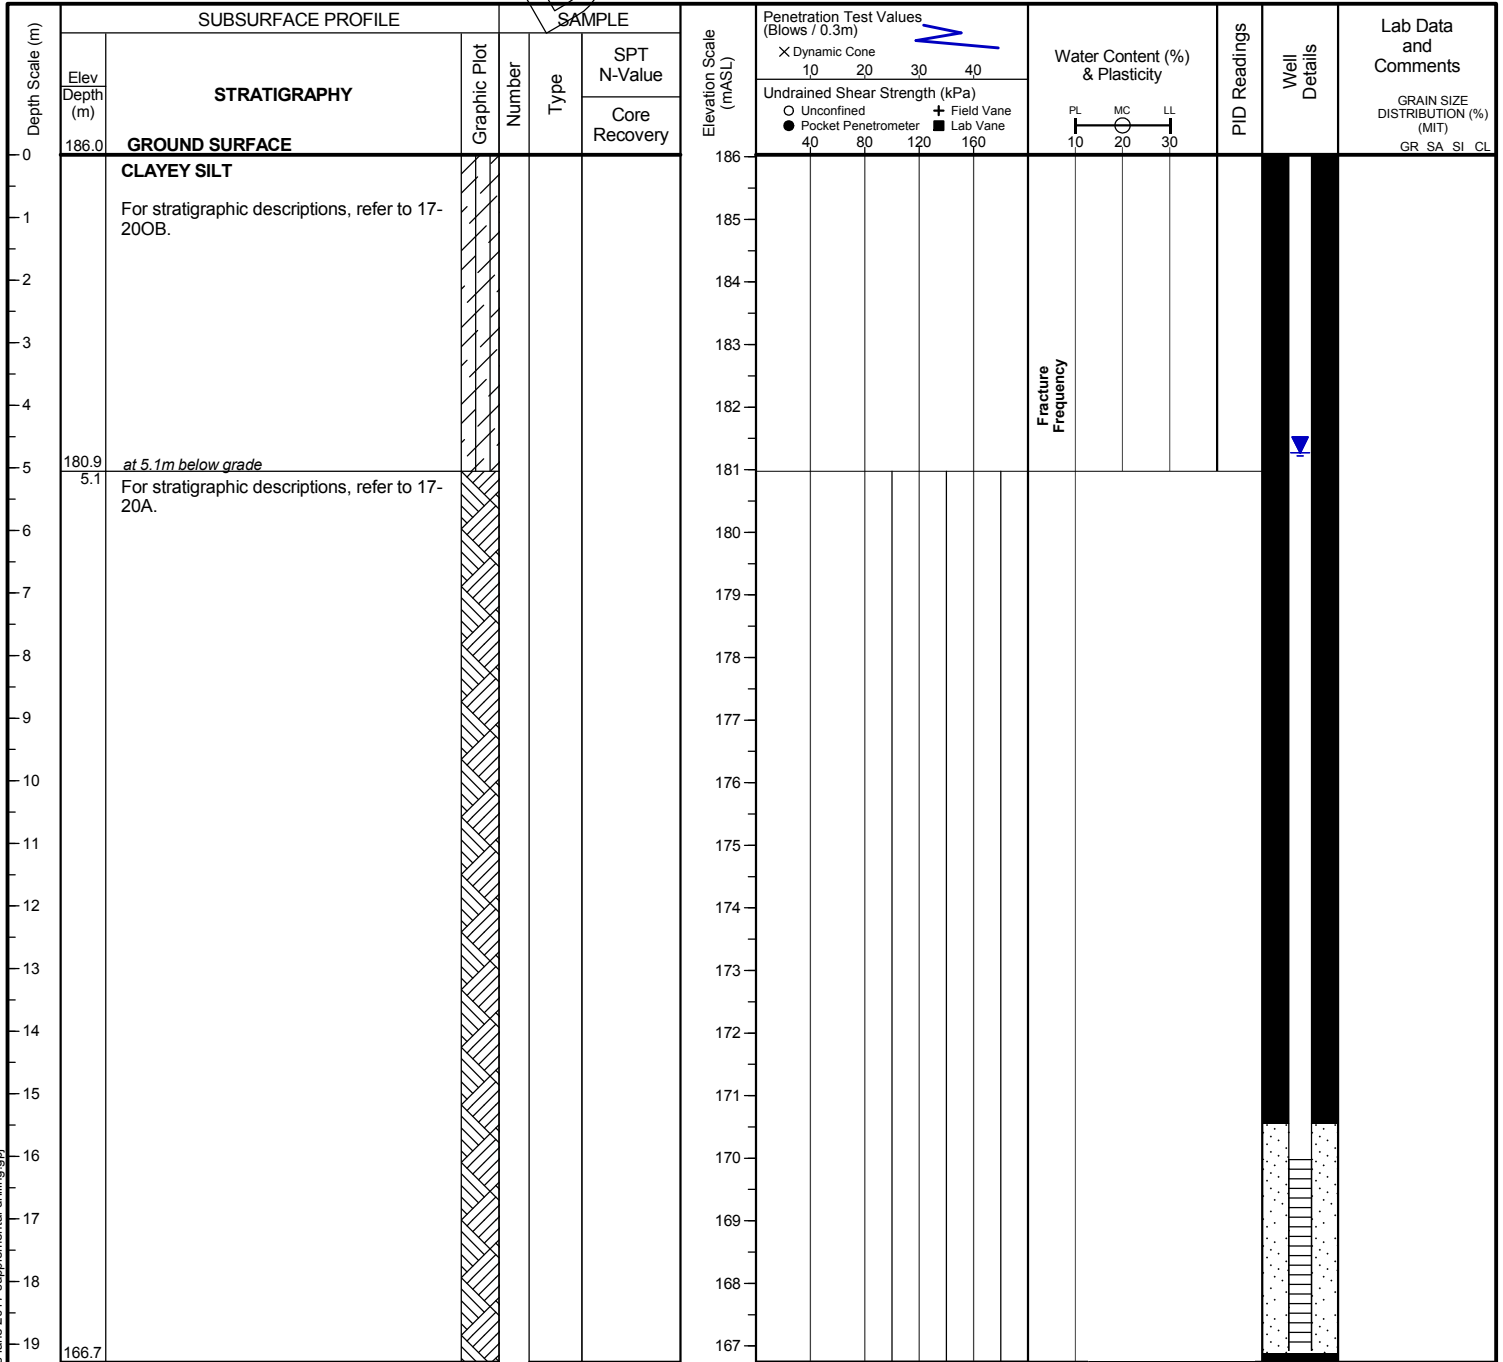 SUBSURFACE PROFILE
SAMPLE
Depth Scale (m)
Elev
Depth
(m)
STRATIGRAPHY
Graphic Plot
Number
Type
SPT
N-Value
Core
Recovery
Elevation Scale
(mASL)
Penetration Test Values
(Blows / 0.3m)
X Dynamic Cone
10 20 30 40
Undrained Shear Strength (kPa)
Unconfined
Field Vane
Pocket Penetrometer
Lab Vane
40 80 120 160
Water Content (%)
& Plasticity
PL MC LL
10 20 30
PID Readings
Well
Details
Lab Data
and
Comments
GRAIN SIZE
DISTRIBUTION (%)
(MIT)
GR SA SI CL
186.0 GROUND SURFACE
CLAYEY SILT
For stratigraphic descriptions, refer to 17-
20OB.
180.9 at 5.1m below grade
5.1
For stratigraphic descriptions, refer to 17-
20A.
166.7
Fracture
Frequency
0
1
2
3
4
5
6
7
8
9
10
11
12
13
14
15
16
17
18
19
186
185
184
183
182
181
180
179
178
177
176
175
174
173
172
171
170
169
168
167